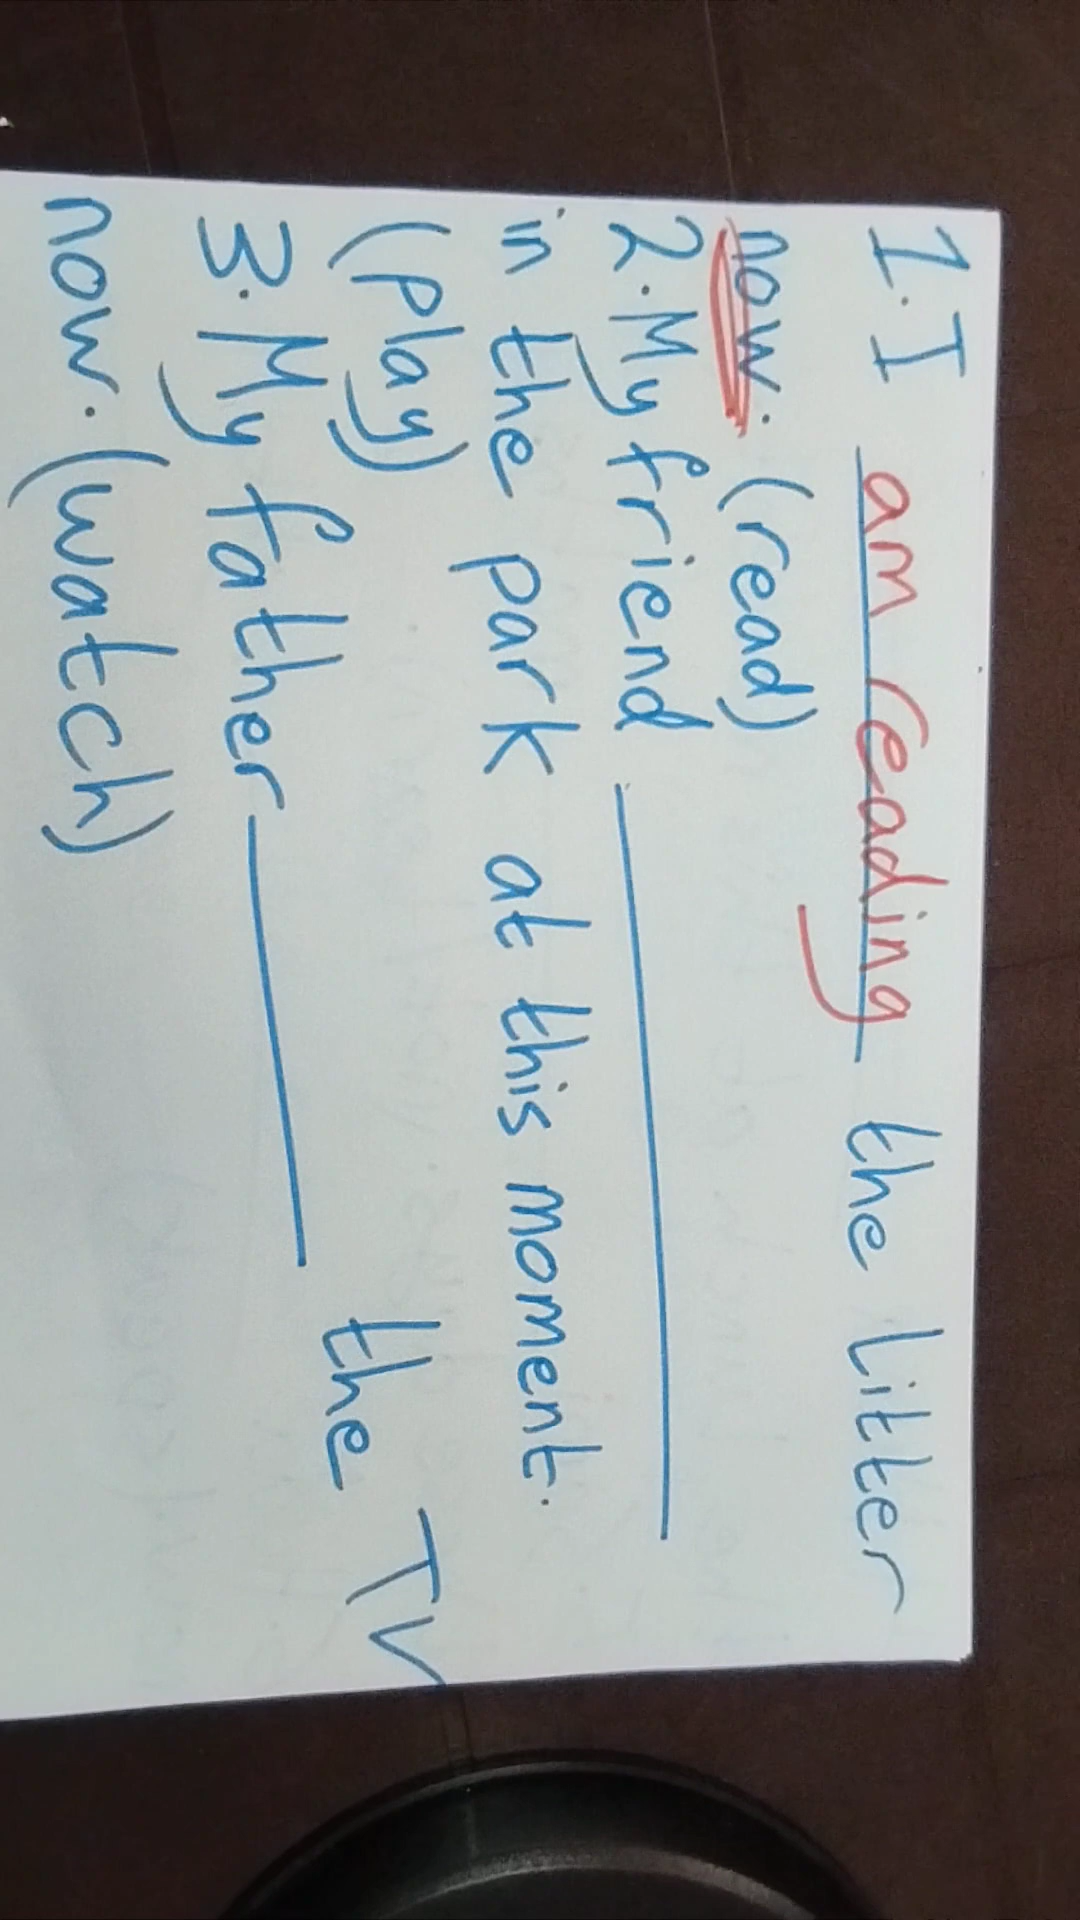 1. I am reading the litter
now. (read)
2. My friend ________
in the park at this moment.
(play)
3. My father ________ the TV
now. (watch)